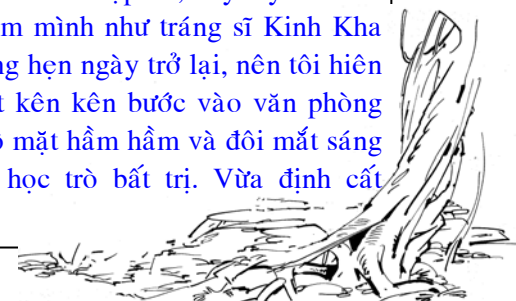 m mình như tráng sĩ Kinh Kha
ng hẹn ngày trở lại, nên tôi hiên
t kên kên bước vào văn phòng
mặt hầm hầm và đôi mắt sáng
học trò bất trị. Vừa định cất